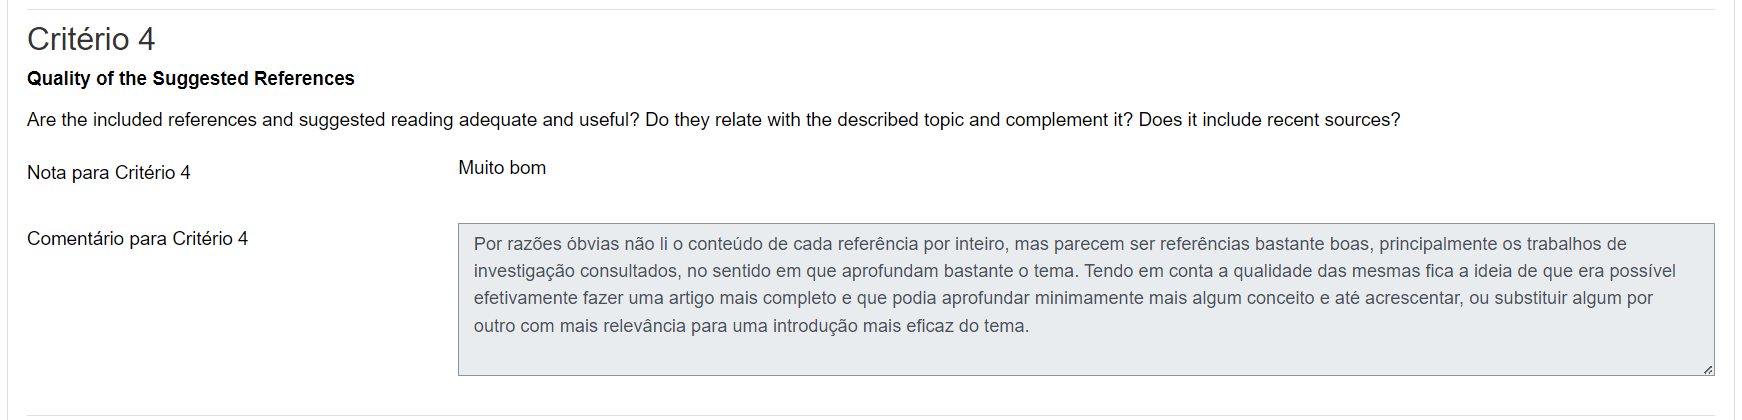 Critério 4
Quality of the Suggested References
Are the included references and suggested reading adequate and useful? Do they relate with the described topic and complement it? Does it include recent sources?
Nota para Critério 4
Muito bom
Comentário para Critério 4
Por razões óbvias não li o conteúdo de cada referência por inteiro, mas parecem ser referências bastante boas, principalmente os trabalhos de
investigação consultados, no sentido em que aprofundam bastante o tema. Tendo em conta a qualidade das mesmas fica a ideia de que era possível
efetivamente fazer uma artigo mais completo e que podia aprofundar minimamente mais algum conceito e até acrescentar, ou substituir algum por
outro com mais relevância para uma introdução mais eficaz do tema.